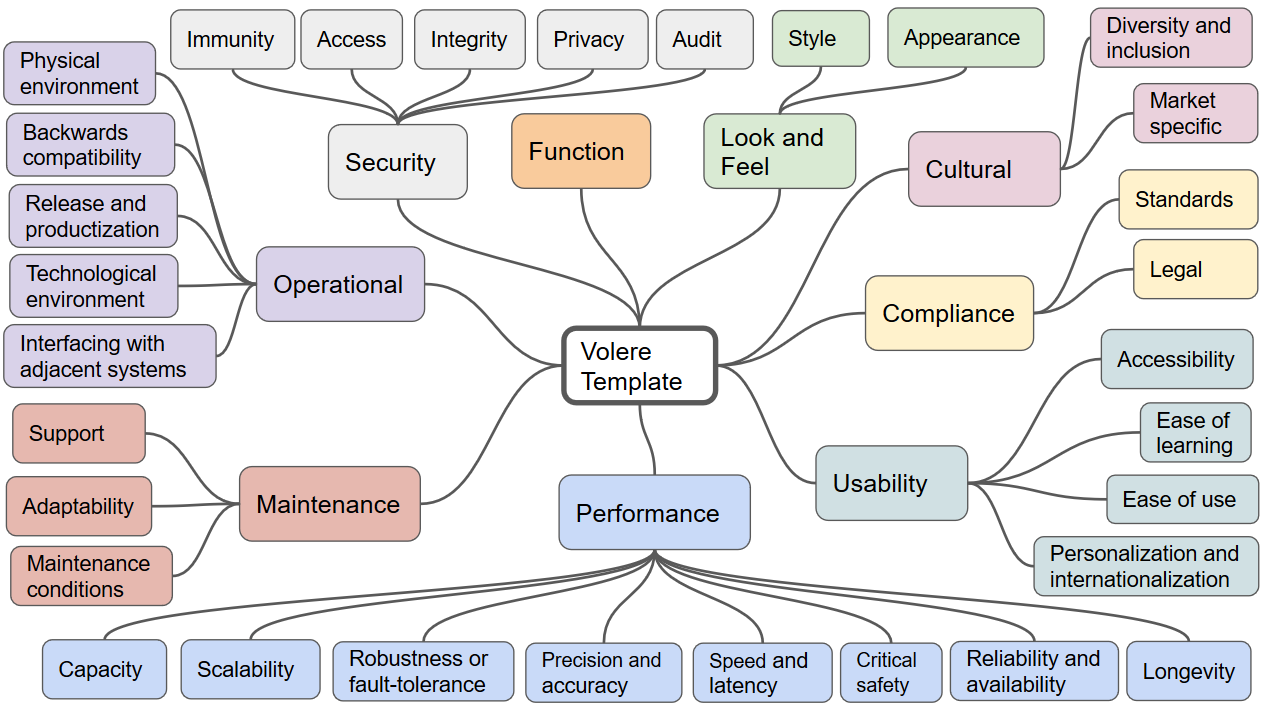 Immunity
Access
Integrity
Privacy
Audit
Style
Appearance
Diversity and
inclusion
Physical
environment
Market
specific
Backwards
compatibility
Security
Function
Look and
Feel
Cultural
Standards
Release and
productization
Technological
environment
Operational
Legal
Compliance
Interfacing with
adjacent systems
Volere
Template
Accessibility
Support
Ease of
learning
Adaptability
Maintenance
Performance
Usability
Ease of use
Maintenance
conditions
Personalization and
internationalization
Capacity
Scalability
Robustness or
fault-tolerance
Precision and
accuracy
Speed and
latency
Critical
safety
Reliability and
availability
Longevity